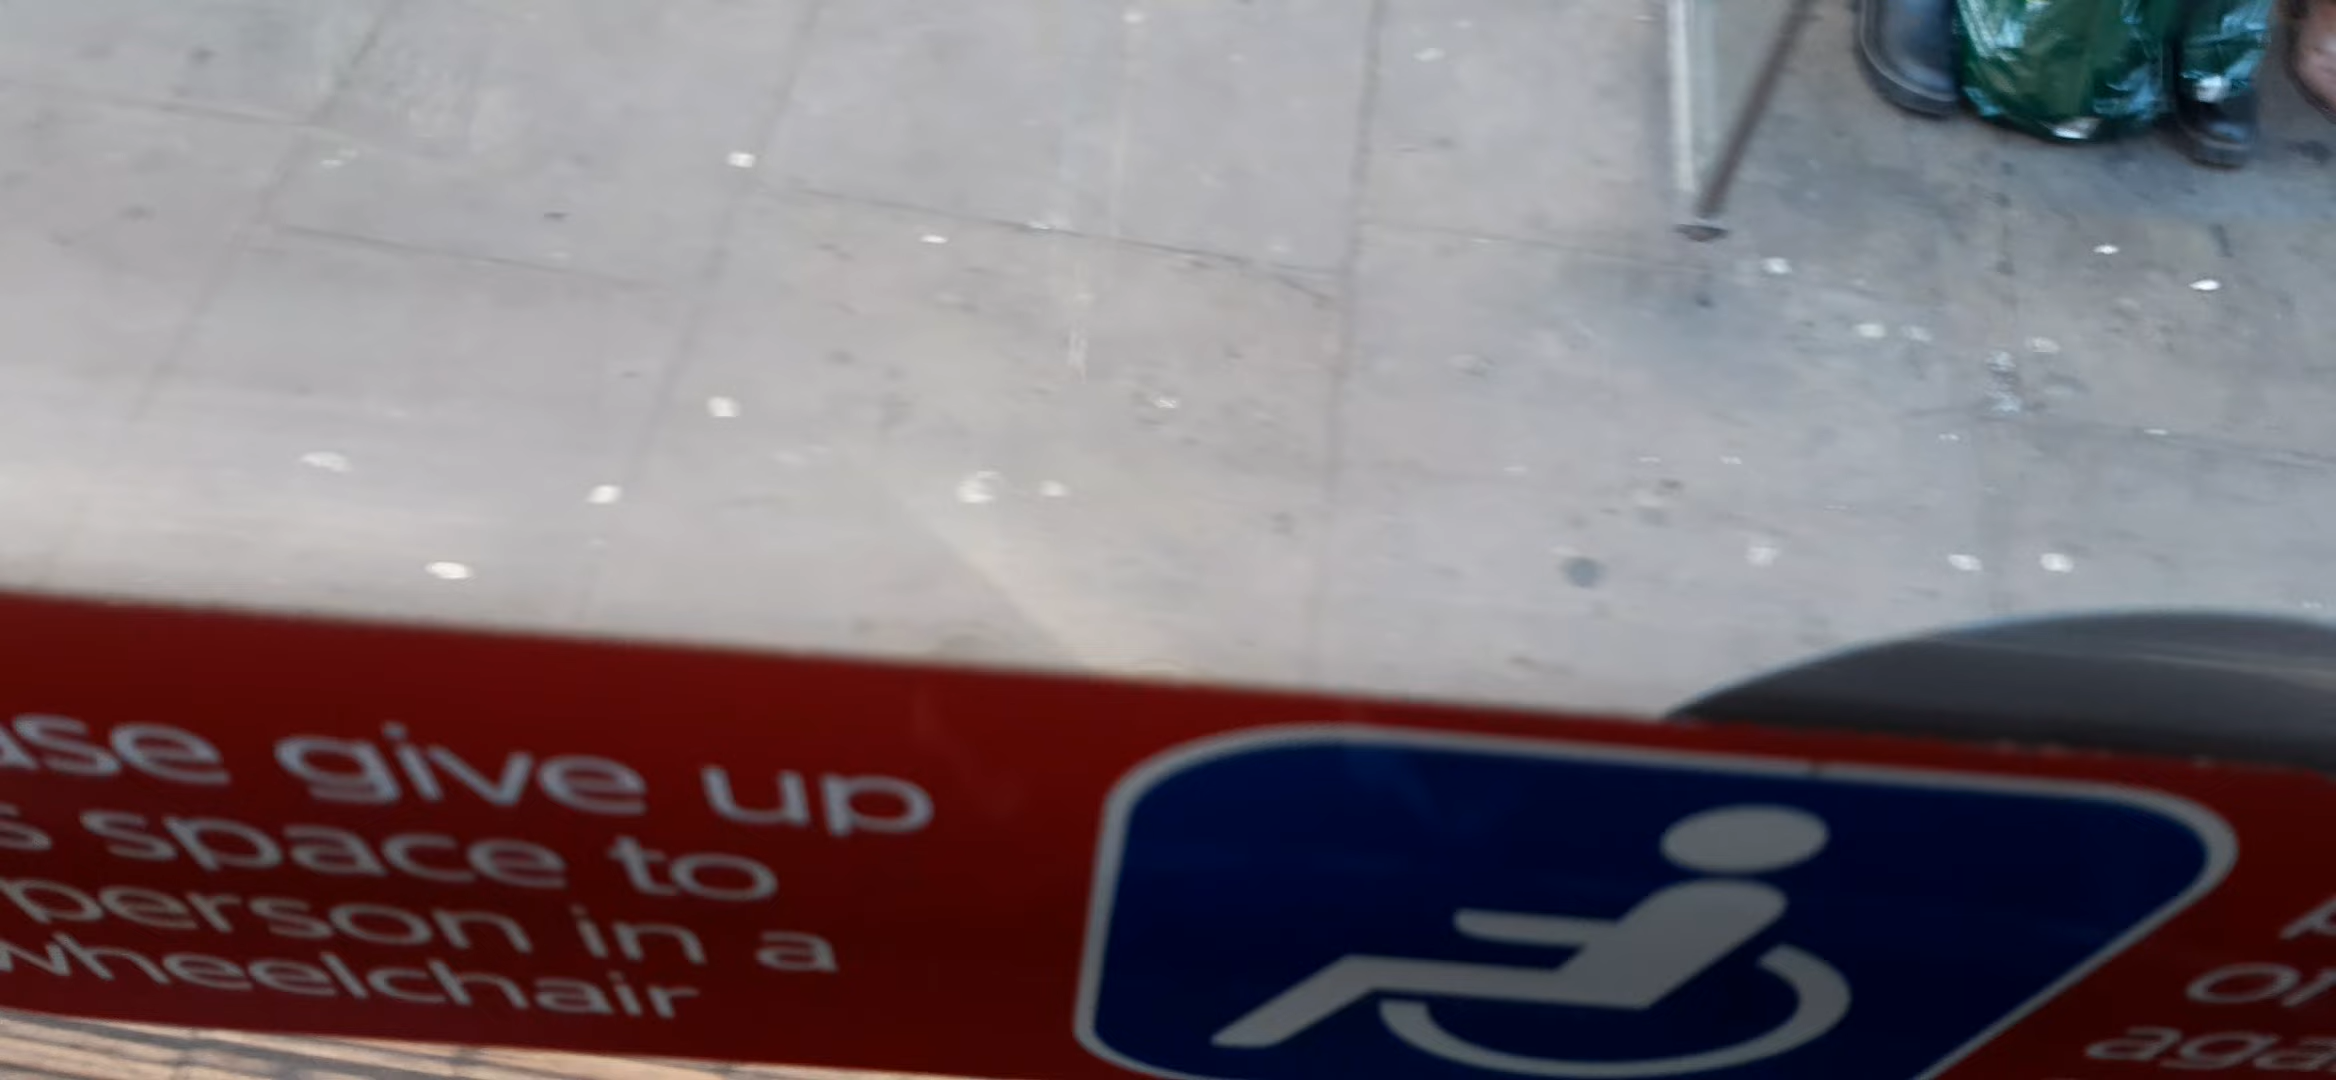 ase give up
s space to
person in a
wheelchair